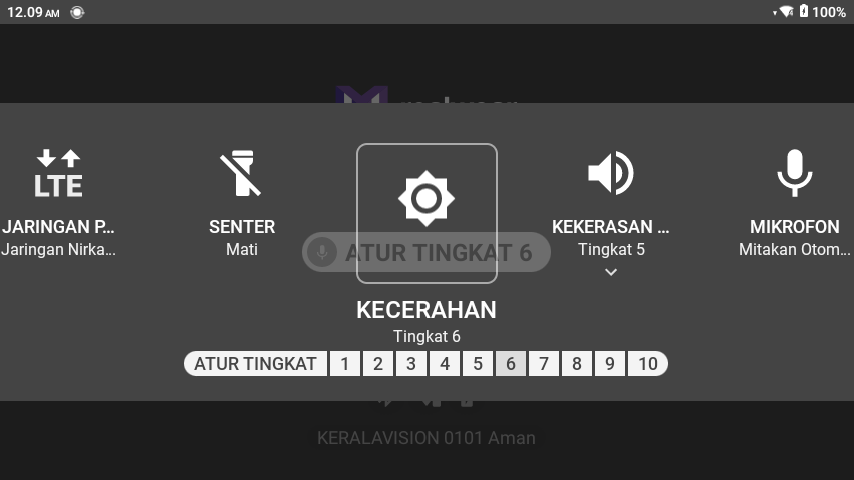 12.09 AM
100%
LTE
JARINGAN P...
Jaringan Nirka...
SENTER
Mati
ATUR TINGKAT 6
KECERAHAN
Tingkat 6
KEKERASAN ...
Tingkat 5
MIKROFON
Mitakan Otom...
ATUR TINGKAT 1 2 3 4 5 6 7 8 9 10
KERALAVISION 0101 Aman